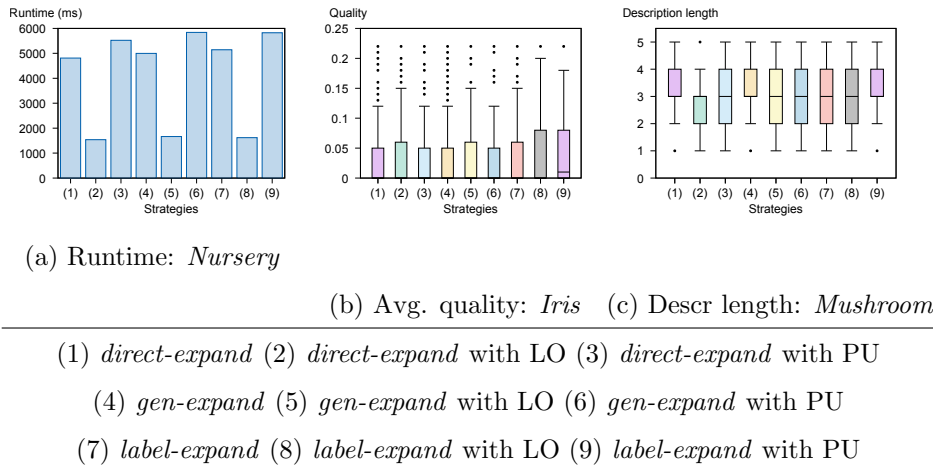 Runtime (ms)
6000
5000
4000
3000
2000
1000
0
(1) (2) (3) (4) (5) (6) (7) (8) (9)
Strategies
Quality
0.25
0.2
0.15
0.1
0.05
0
(1) (2) (3) (4) (5) (6) (7) (8) (9)
Strategies
Description length
5
4
3
2
1
0
(1) (2) (3) (4) (5) (6) (7) (8) (9)
Strategies
(a) Runtime: Nursery
(b) Avg. quality: Iris
(c) Descr length: Mushroom
(1) direct-expand (2) direct-expand with LO (3) direct-expand with PU
(4) gen-expand (5) gen-expand with LO (6) gen-expand with PU
(7) label-expand (8) label-expand with LO (9) label-expand with PU